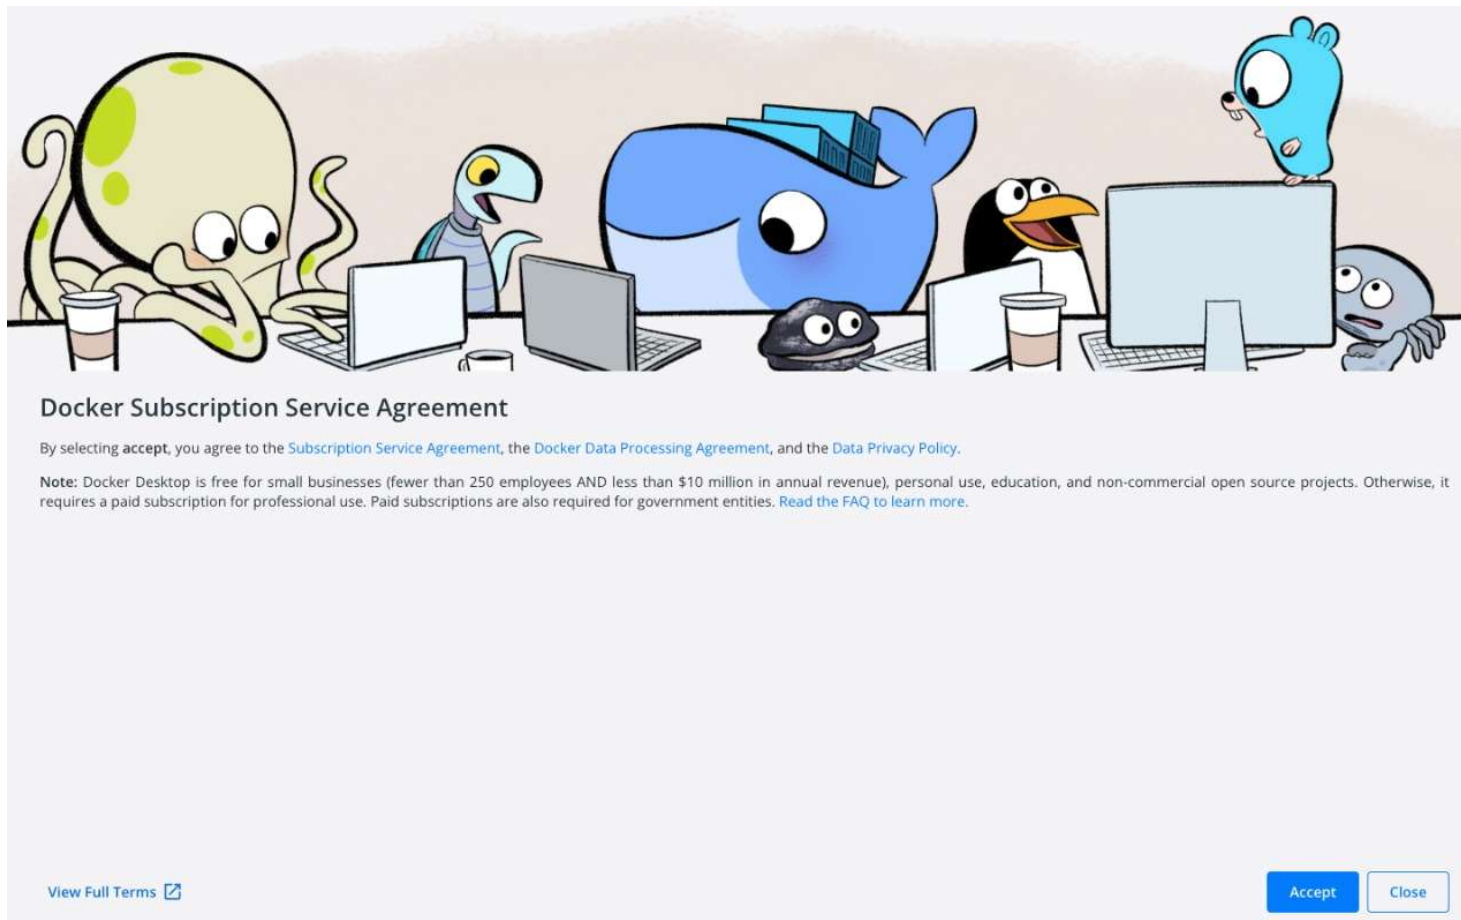 Docker Subscription Service Agreement
By selecting accept, you agree to the Subscription Service Agreement, the Docker Data Processing Agreement, and the Data Privacy Policy.
Note: Docker Desktop is free for small businesses (fewer than 250 employees AND less than $10 million in annual revenue), personal use, education, and non-commercial open source projects. Otherwise, it
requires a paid subscription for professional use. Paid subscriptions are also required for government entities. Read the FAQ to learn more.
View Full Terms
Accept
Close